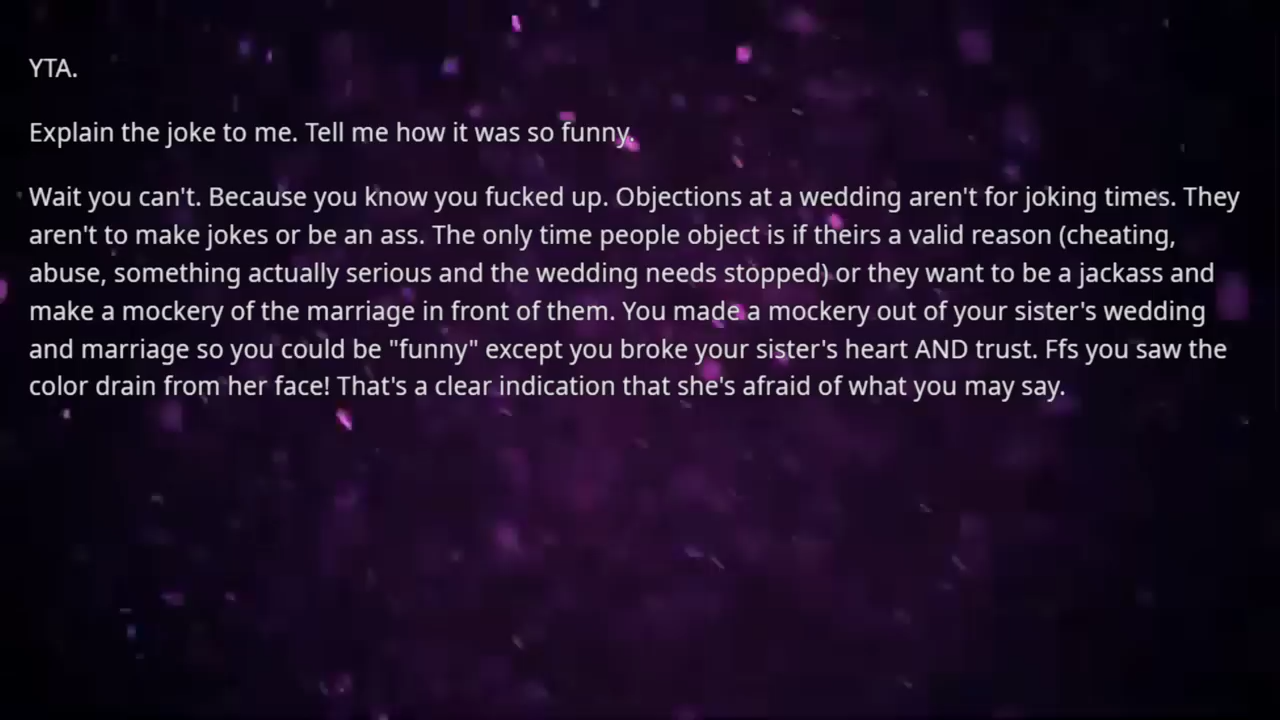 YTA.
Explain the joke to me. Tell me how it was so funny.
Wait you can't. Because you know you fucked up. Objections at a wedding aren't for joking times. They
aren't to make jokes or be an ass. The only time people object is if theirs a valid reason (cheating,
abuse, something actually serious and the wedding needs stopped) or they want to be a jackass and
make a mockery of the marriage in front of them. You made a mockery out of your sister's wedding
and marriage so you could be "funny" except you broke your sister's heart AND trust. Ffs you saw the
color drain from her face! That's a clear indication that she's afraid of what you may say.